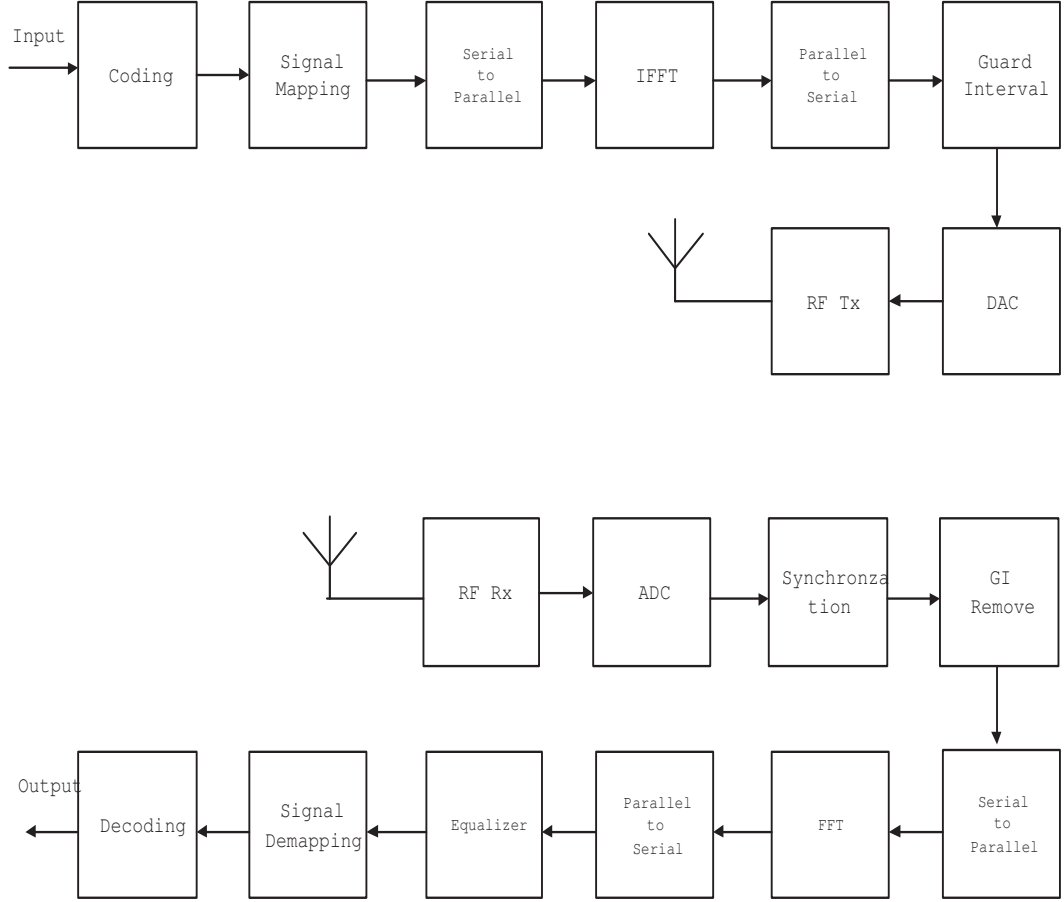 Input
Coding
Signal
Mapping
Serial
to
Parallel
IFFT
Parallel
to
Serial
Guard
Interval
RF Tx
DAC
RF Rx
ADC
Synchronza
tion
GI
Remove
Output
Decoding
Signal
Demapping
Equalizer
Parallel
to
Serial
FFT
Serial
to
Parallel